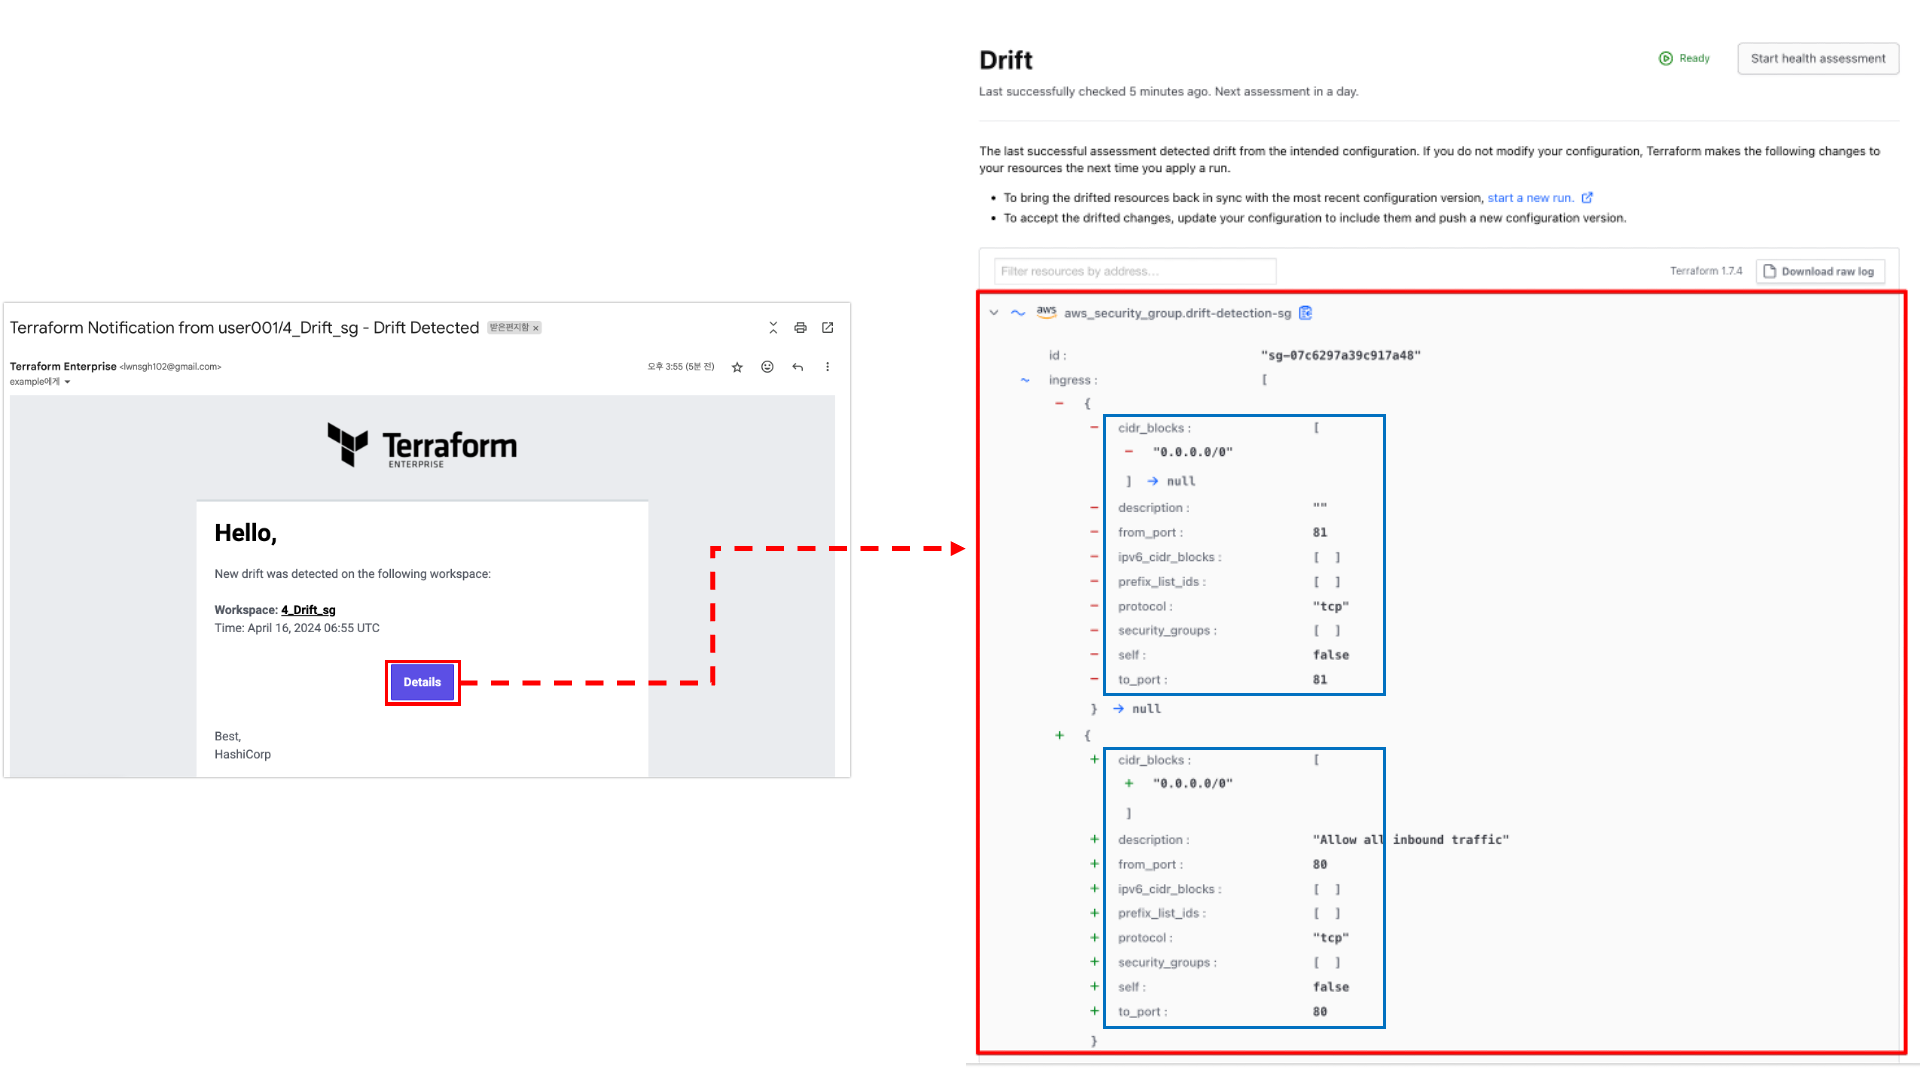 Terraform Notification from user001/4_Drift_sg - Drift Detected 받은편지함 ×
Terraform Enterprise <lwnsgh102@gmail.com>
오후 3:55 (5분 전)
example에게
Terraform
ENTERPRISE
Hello,
New drift was detected on the following workspace:
Workspace: 4_Drift_sg
Time: April 16, 2024 06:55 UTC
Details
Best,
HashiCorp
Drift
Ready
Start health assessment
Last successfully checked 5 minutes ago. Next assessment in a day.
The last successful assessment detected drift from the intended configuration. If you do not modify your configuration, Terraform makes the following changes to
your resources the next time you apply a run.
• To bring the drifted resources back in sync with the most recent configuration version, start a new run.
• To accept the drifted changes, update your configuration to include them and push a new configuration version.
Filter resources by address...
Terraform 1.7.4
Download raw log
~ aws aws_security_group.drift-detection-sg
id : "sg-07c6297a39c917a48"
~ ingress : [
− {
− cidr_blocks : [
− "0.0.0.0/0"
] → null
− description : ""
− from_port : 81
− ipv6_cidr_blocks : [ ]
− prefix_list_ids : [ ]
− protocol : "tcp"
− security_groups : [ ]
− self : false
− to_port : 81
} → null
+ {
+ cidr_blocks : [
+ "0.0.0.0/0"
]
+ description : "Allow all inbound traffic"
+ from_port : 80
+ ipv6_cidr_blocks : [ ]
+ prefix_list_ids : [ ]
+ protocol : "tcp"
+ security_groups : [ ]
+ self : false
+ to_port : 80
}